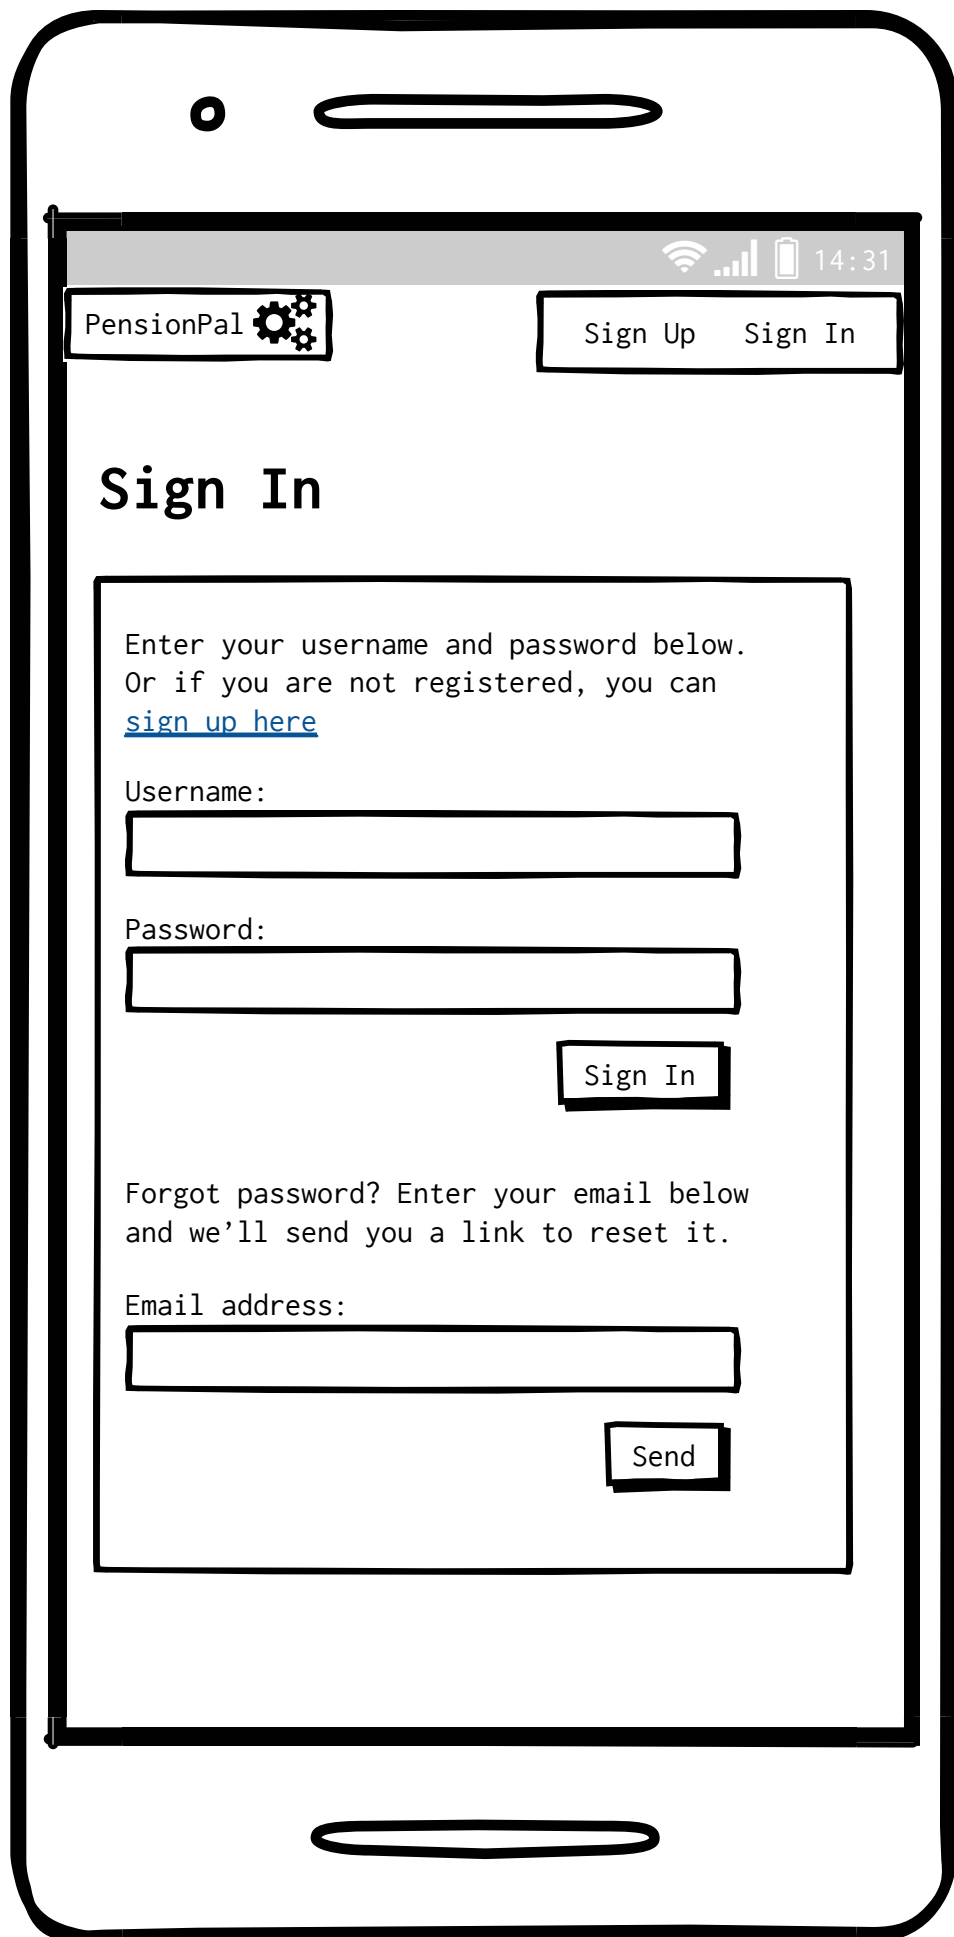 14:31
PensionPal
Sign Up Sign In
Sign In
Enter your username and password below.
Or if you are not registered, you can
sign up here
Username:
Password:
Sign In
Forgot password? Enter your email below
and we’ll send you a link to reset it.
Email address:
Send